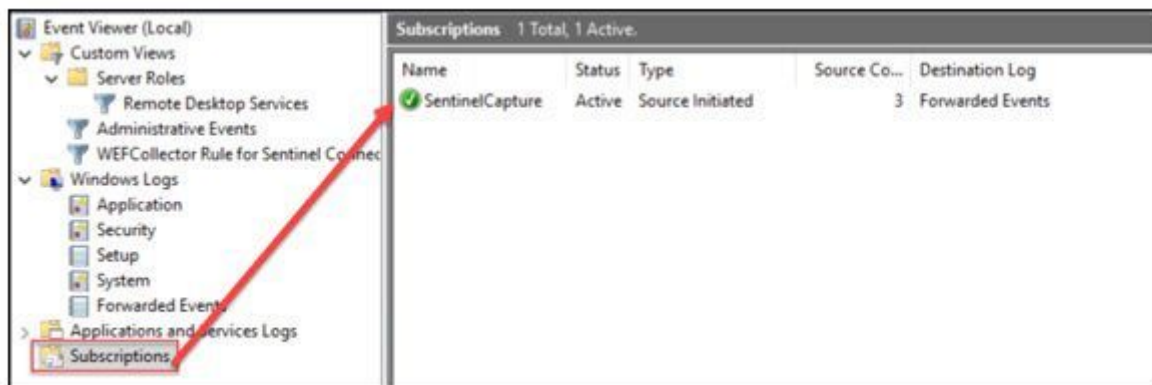 Event Viewer (Local)
Custom Views
Server Roles
Remote Desktop Services
Administrative Events
WEFCollector Rule for Sentinel Connec
Windows Logs
Application
Security
Setup
System
Forwarded Events
Applications and Services Logs
Subscriptions
Subscriptions 1 Total, 1 Active.
Name Status Type Source Co... Destination Log
SentinelCapture Active Source Initiated 3 Forwarded Events